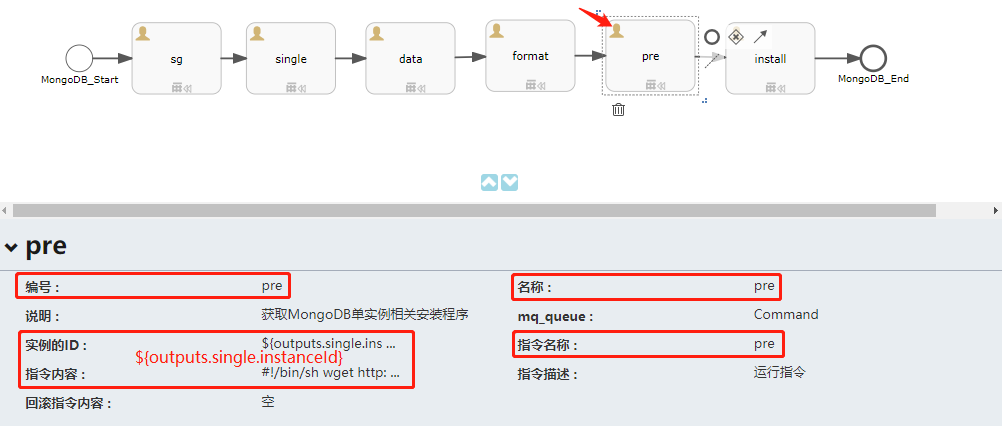 sg
single
data
format
pre
install
MongoDB_Start
MongoDB_End
pre
编号： pre
名称： pre
说明： 获取MongoDB单实例相关安装程序
mq_queue： Command
实例的ID： ${outputs.single.ins ...
指令名称： pre
${outputs.single.instanceId}
指令内容： #!/bin/sh wget http: ...
指令描述： 运行指令
回滚指令内容： 空